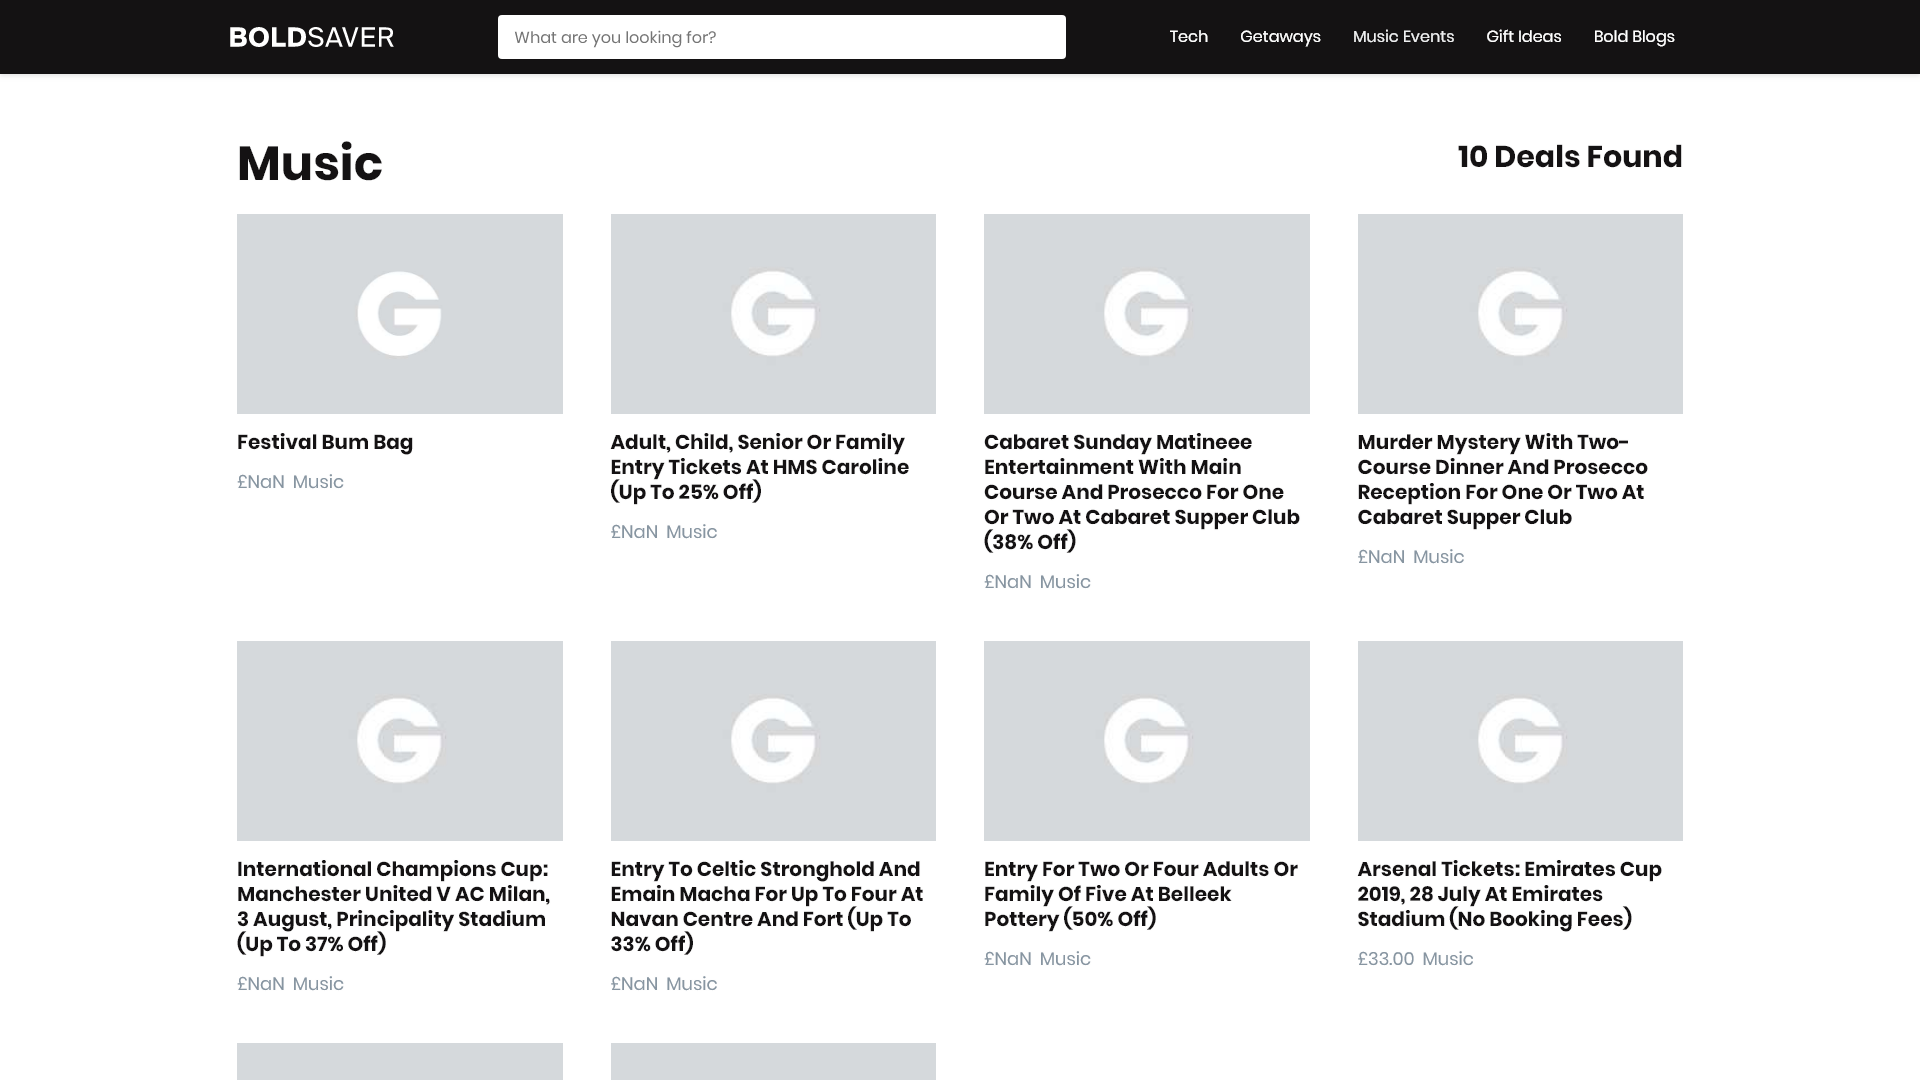 BOLDSAVER
What are you looking for?
Tech
Getaways
Music Events
Gift Ideas
Bold Blogs
Music
10 Deals Found
G
G
G
G
Festival Bum Bag
£NaN Music
Adult, Child, Senior Or Family
Entry Tickets At HMS Caroline
(Up To 25% Off)
£NaN Music
Cabaret Sunday Matineee
Entertainment With Main
Course And Prosecco For One
Or Two At Cabaret Supper Club
(38% Off)
£NaN Music
Murder Mystery With Two-
Course Dinner And Prosecco
Reception For One Or Two At
Cabaret Supper Club
£NaN Music
G
G
G
G
International Champions Cup:
Manchester United V AC Milan,
3 August, Principality Stadium
(Up To 37% Off)
£NaN Music
Entry To Celtic Stronghold And
Emain Macha For Up To Four At
Navan Centre And Fort (Up To
33% Off)
£NaN Music
Entry For Two Or Four Adults Or
Family Of Five At Belleek
Pottery (50% Off)
£NaN Music
Arsenal Tickets: Emirates Cup
2019, 28 July At Emirates
Stadium (No Booking Fees)
£33.00 Music